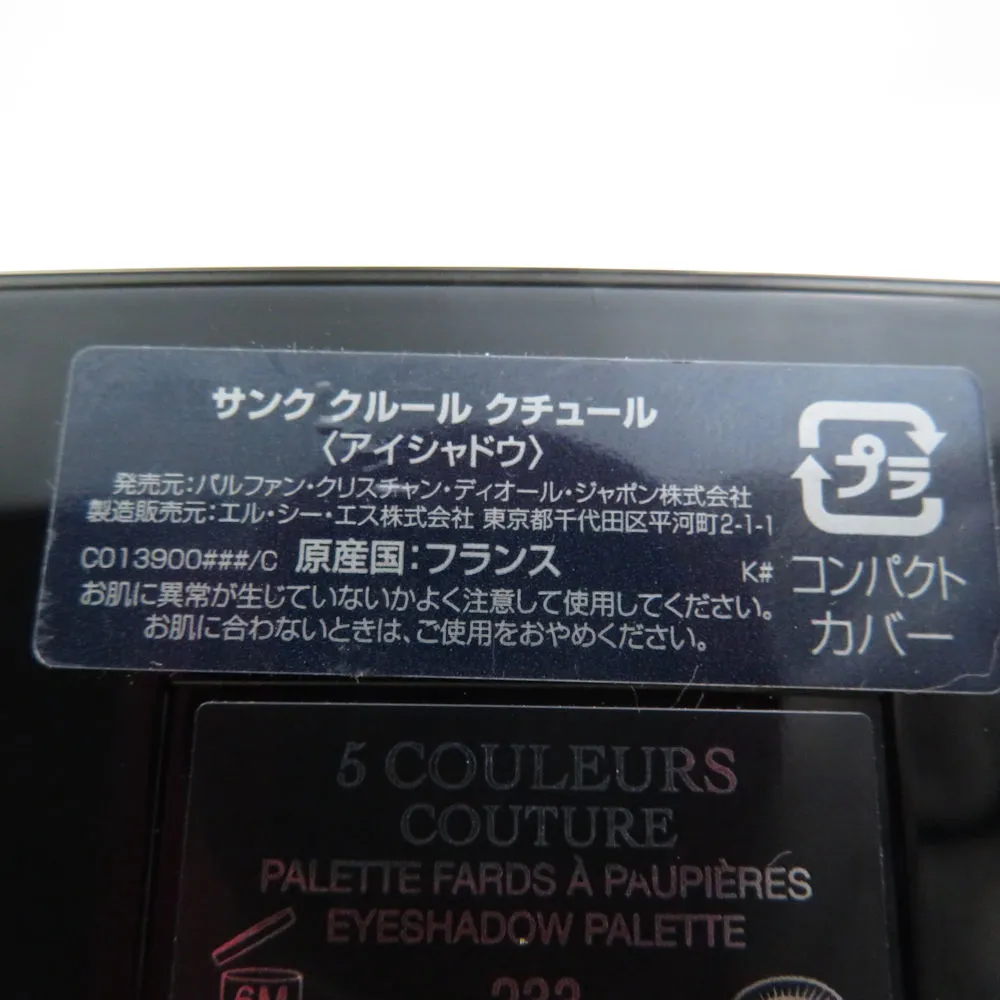 サンク クルール クチュール
〈アイシャドウ〉
発売元:パルファン・クリスチャン・ディオール・ジャポン株式会社
製造販売元:エル・シー・エス株式会社 東京都千代田区平河町2-1-1
C013900###/C 原産国:フランス K#
お肌に異常が生じていないかよく注意して使用してください。
お肌に合わないときは、ご使用をおやめください。
プラ
コンパクト
カバー
5 COULEURS
COUTURE
PALETTE FARDS À PAUPIÈRES
EYESHADOW PALETTE
6M